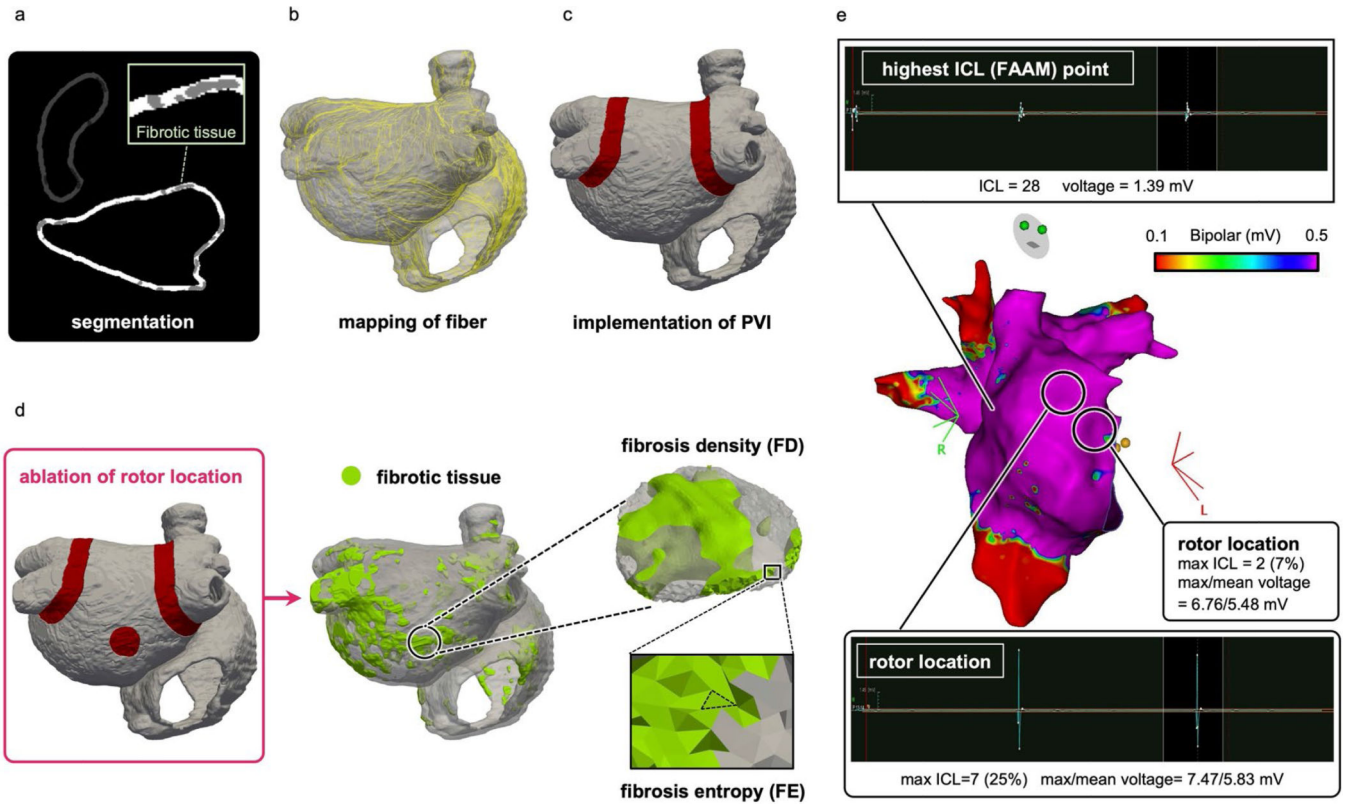 a
Fibrotic tissue
segmentation
b
mapping of fiber
c
implementation of PVI
d
ablation of rotor location
fibrotic tissue
fibrosis density (FD)
fibrosis entropy (FE)
e
highest ICL (FAAM) point
ICL = 28 voltage = 1.39 mV
0.1 Bipolar (mV) 0.5
R
L
rotor location
max ICL = 2 (7%)
max/mean voltage
= 6.76/5.48 mV
rotor location
max ICL=7 (25%) max/mean voltage= 7.47/5.83 mV